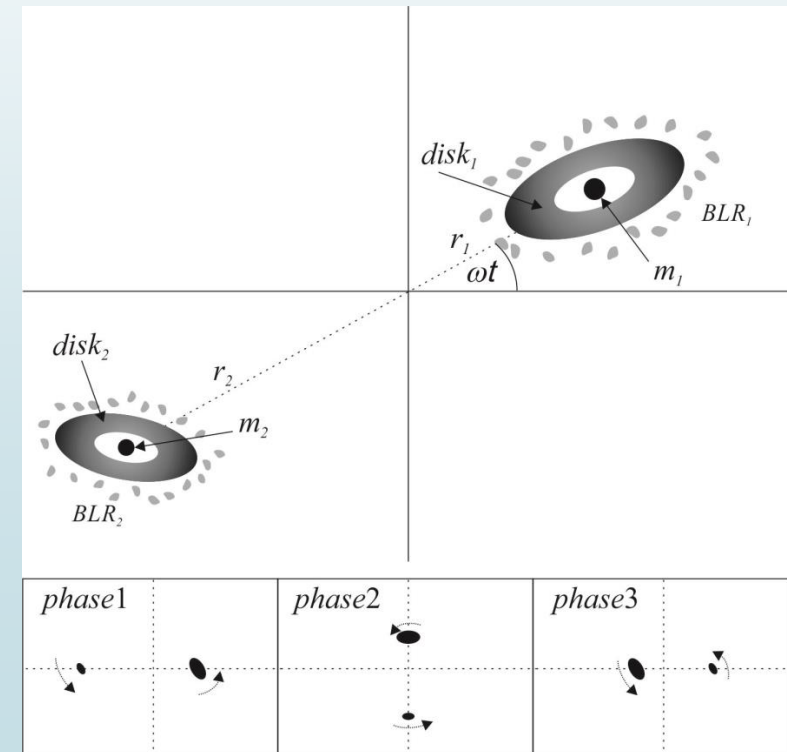 disk₁
BLR₁
r₁
ωt
m₁
disk₂
r₂
m₂
BLR₂
phase1
phase2
phase3